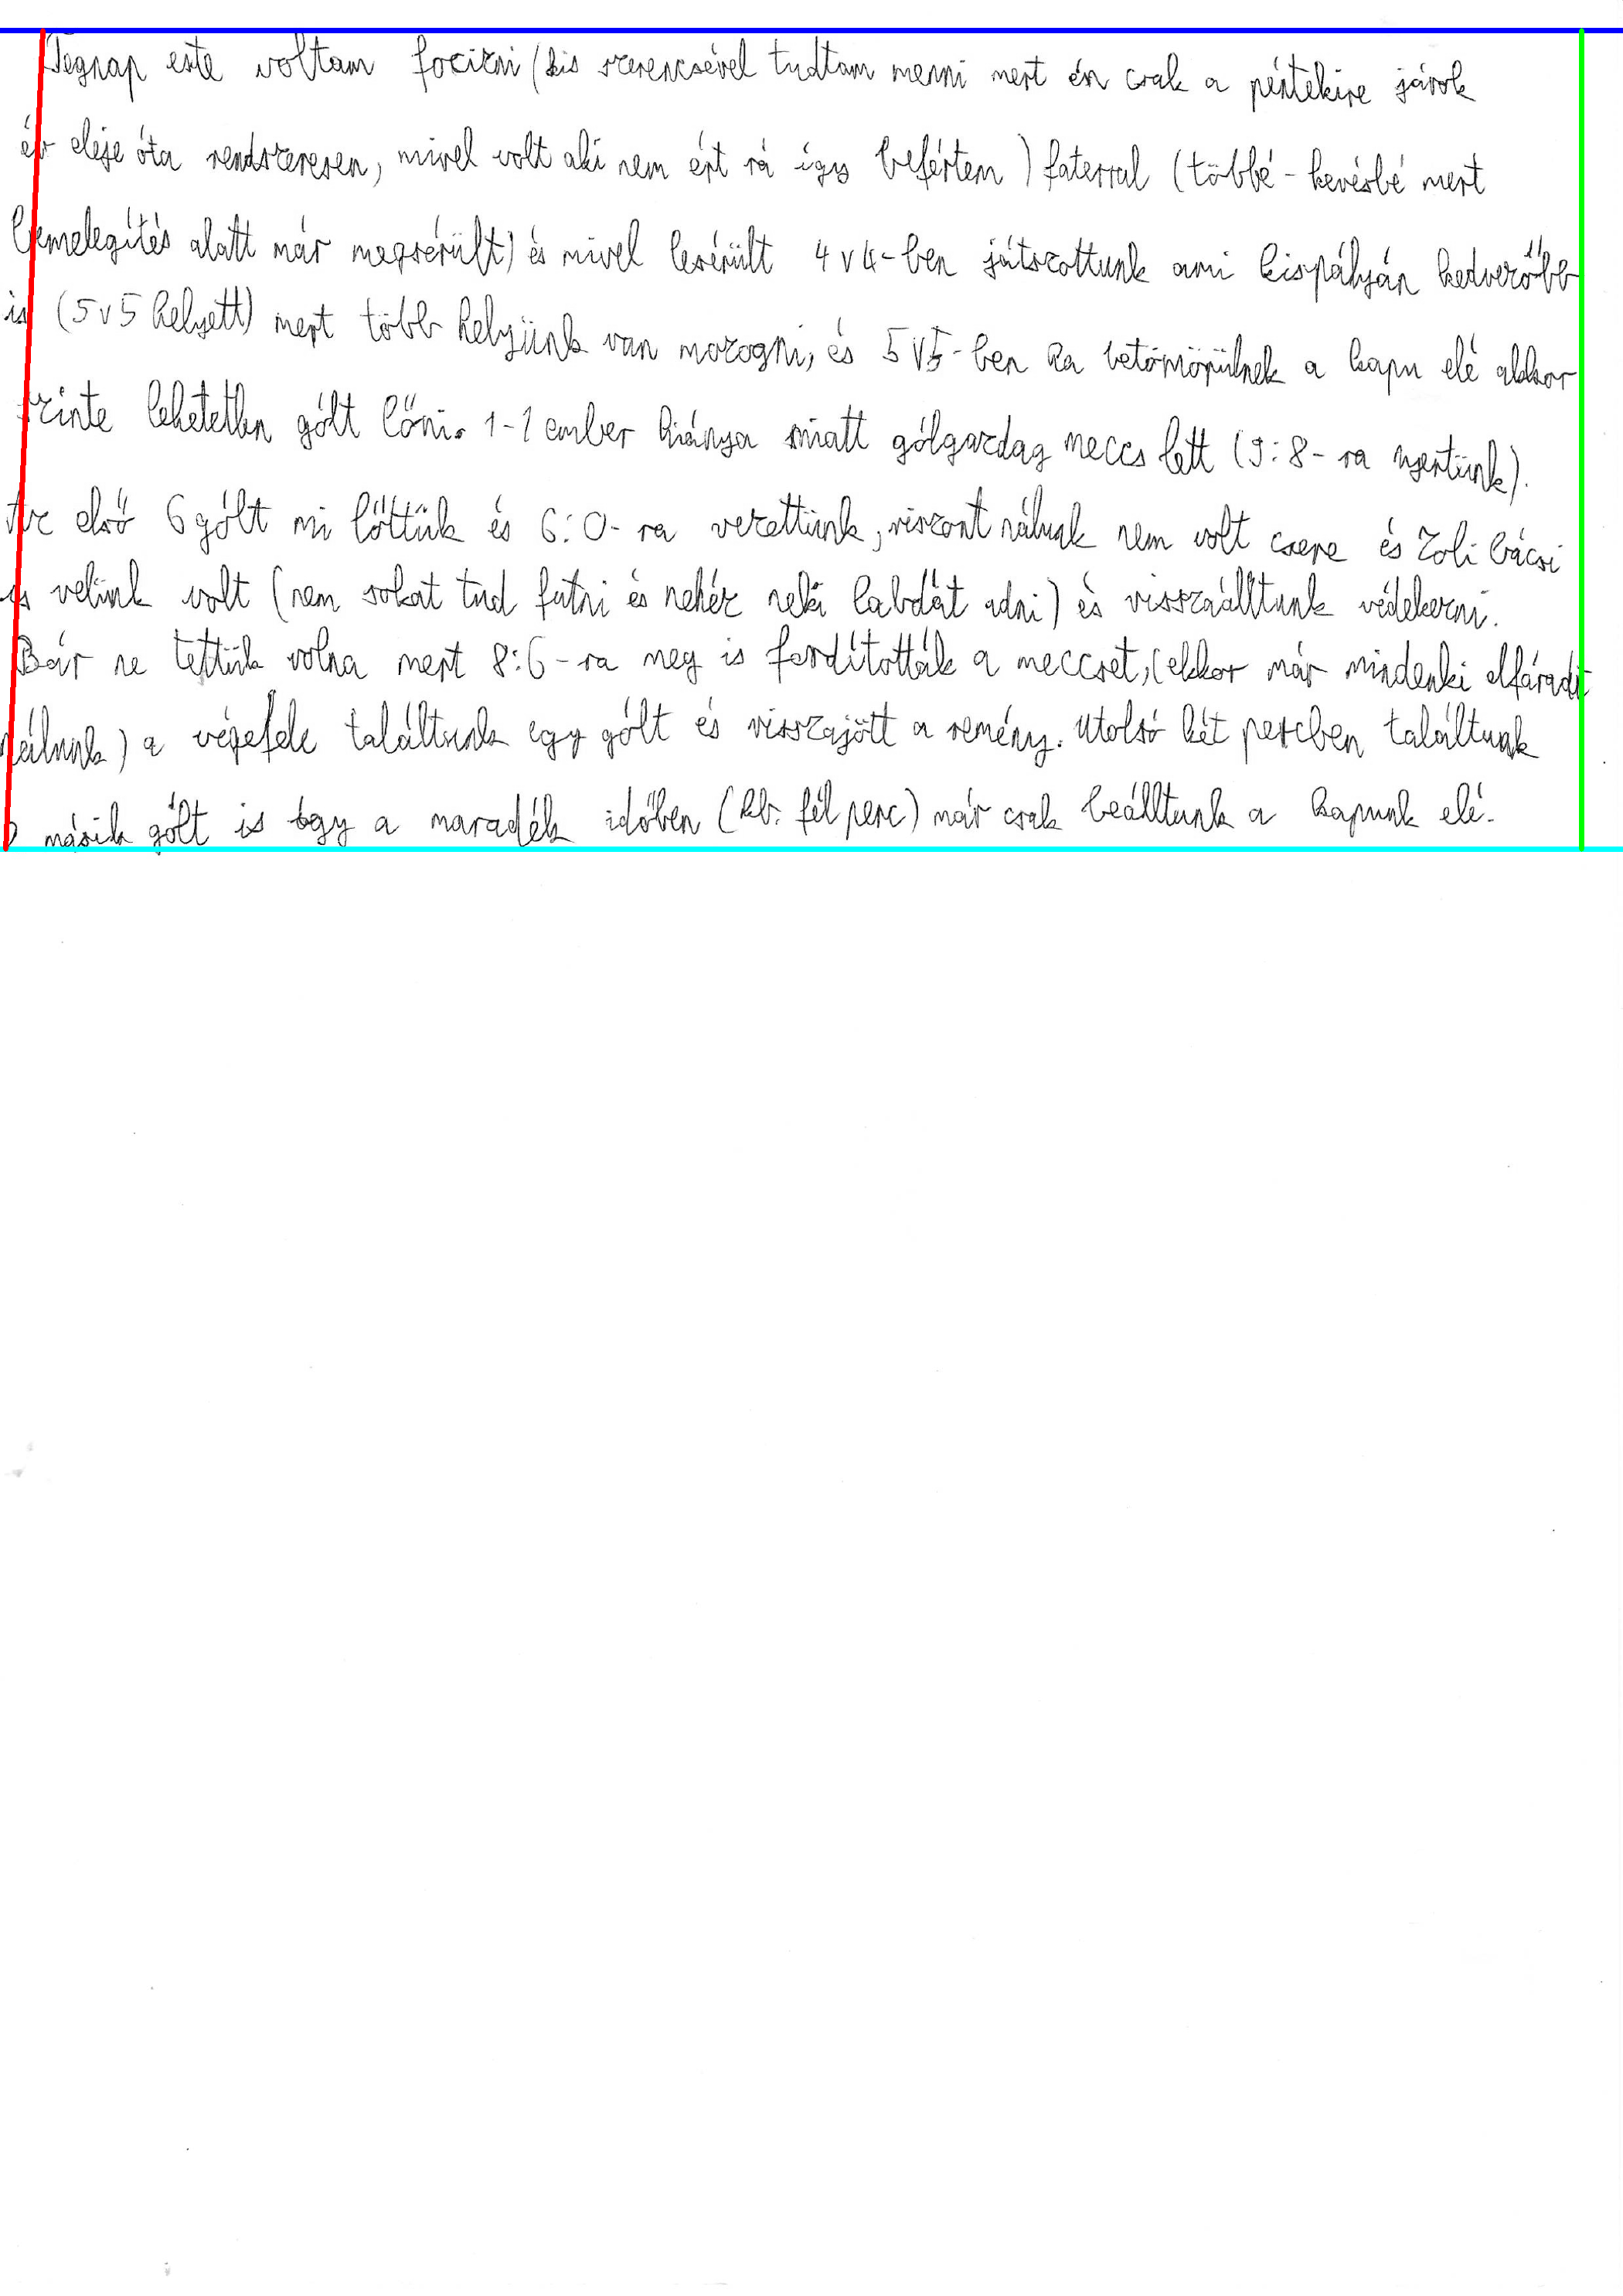 Tegnap este voltam focizni (kis szerencsével tudtam menni mert én csak a péntekire járok
év eleje óta rendszeresen, mivel volt aki nem ért rá így befértem) faterral (többé-kevésbé mert
bemelegítés alatt már megsérült) és mivel lesérült 4v4-ben játszottunk ami kispályán kedvezőbb
is (5v5 helyett) mert több helyünk van mozogni, és 5v5-ben ha betömörülnek a kapu elé akkor
szinte lehetetlen gólt lőni. 1-1 ember hiánya miatt gólgazdag meccs lett (9:8-ra nyertünk).
Az első 6 gólt mi lőttük és 6:0-ra vezettünk, viszont nálunk nem volt csere és Zoli bácsi
is velünk volt (nem sokat tud futni és nehéz neki labdát adni) és visszaálltunk védekezni.
Bár ne tettük volna mert 8:6-ra meg is fordították a meccset, (ekkor már mindenki elfáradt
nálunk) a végefele találtunk egy gólt és visszajött a remény. Utolsó két percben találtunk
másik gólt is így a maradék időben (kb. fél perc) már csak beálltunk a kapunk elé.